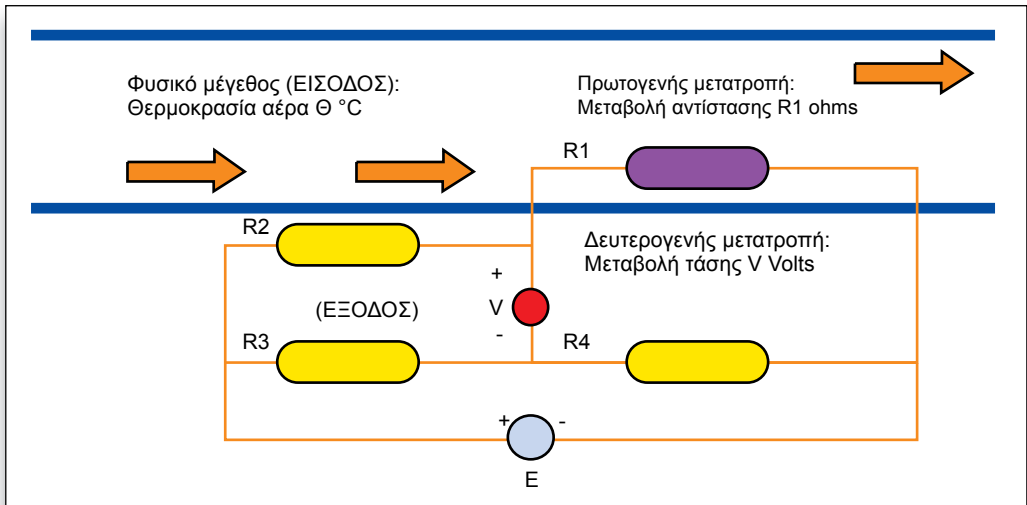 Φυσικό μέγεθος (ΕΙΣΟΔΟΣ):
Θερμοκρασία αέρα Θ °C
Πρωτογενής μετατροπή:
Μεταβολή αντίστασης R1 ohms
R1
R2
Δευτερογενής μετατροπή:
Μεταβολή τάσης V Volts
+
(ΕΞΟΔΟΣ)
V
-
R3
R4
+
-
E